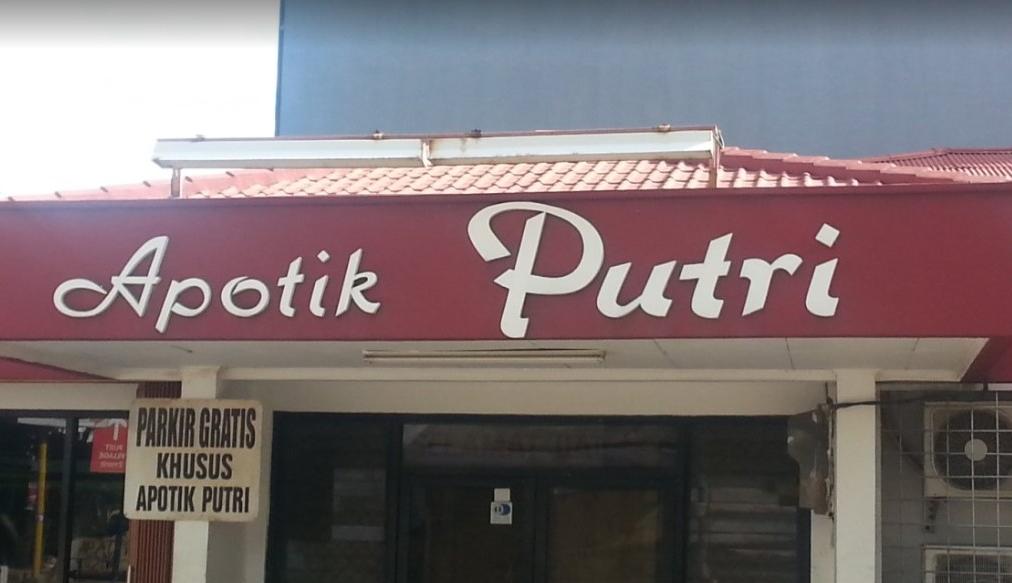 Apotik Putri
PARKIR GRATIS
KHUSUS
APOTIK PUTRI